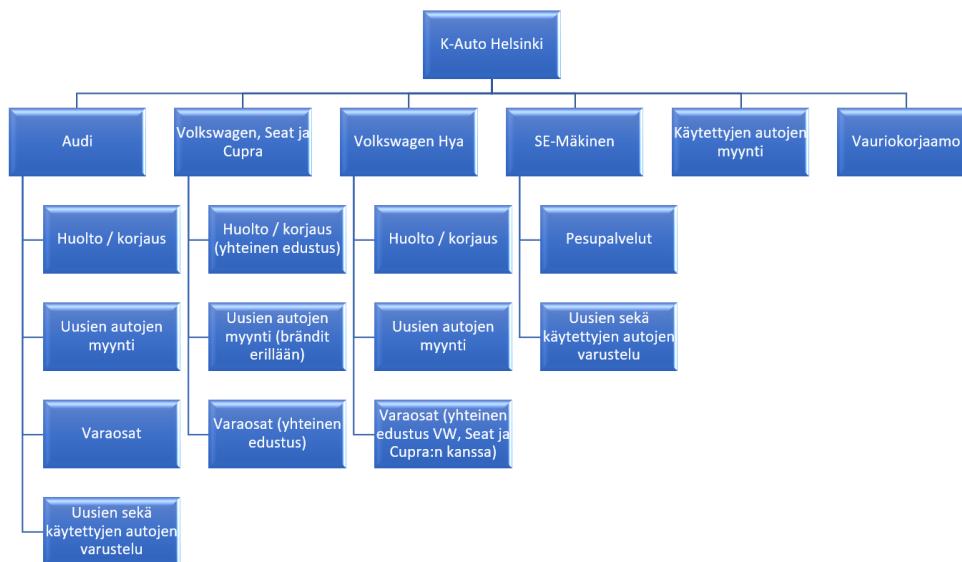 K-Auto Helsinki
Audi
Volkswagen, Seat ja
Cupra
Volkswagen Hya
SE-Mäkinen
Käytettyjen autojen
myynti
Vauriokorjaamo
Huolto / korjaus
Huolto / korjaus
(yhteinen edustus)
Huolto / korjaus
Pesupalvelut
Uusien autojen
myynti
Uusien autojen
myynti (brändit
erillään)
Uusien autojen
myynti
Uusien sekä
käytettyjen autojen
varustelu
Varaosat
Varaosat (yhteinen
edustus)
Varaosat (yhteinen
edustus VW, Seat ja
Cupra:n kanssa)
Uusien sekä
käytettyjen autojen
varustelu